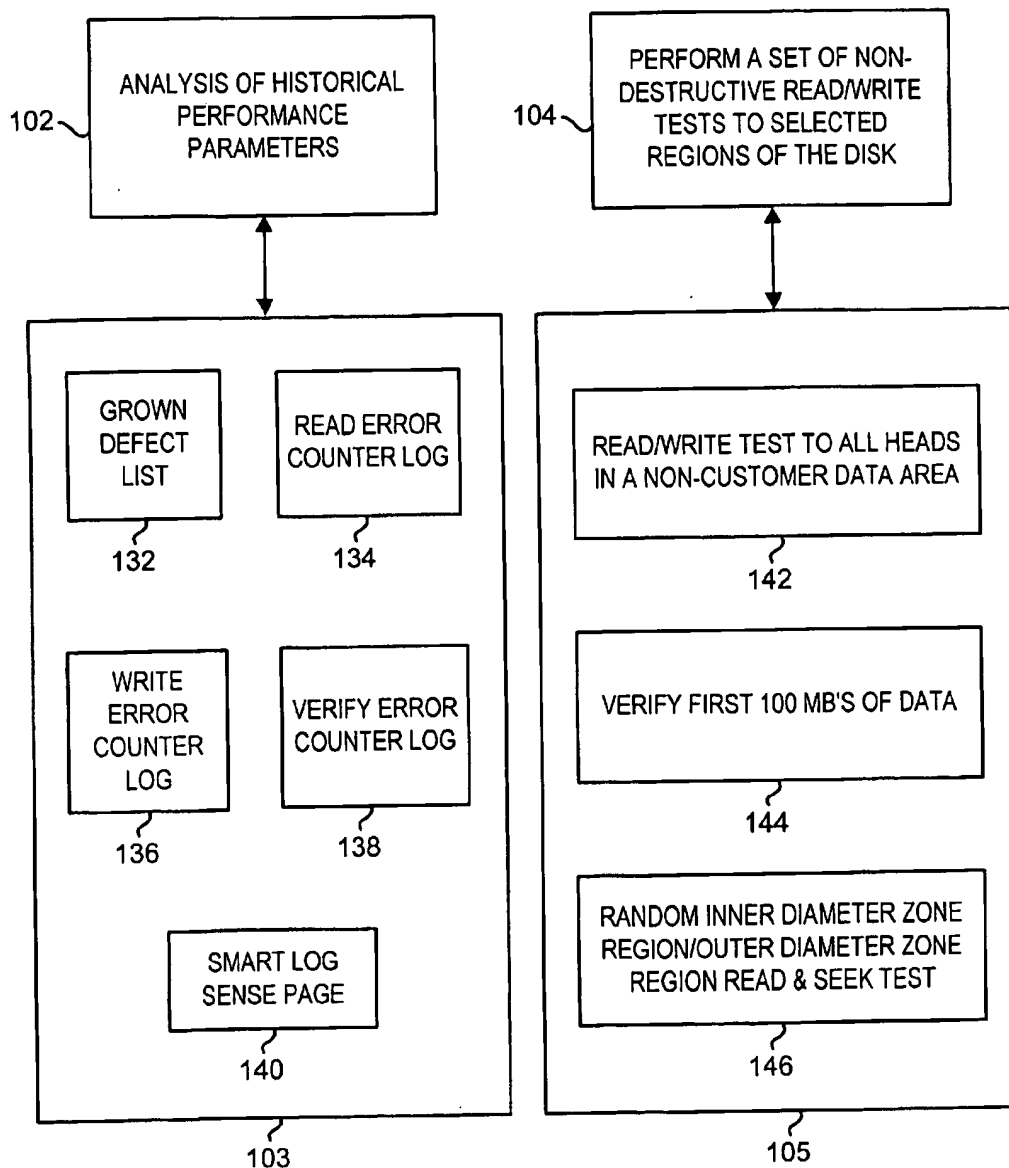 ANALYSIS OF HISTORICAL
PERFORMANCE
PARAMETERS
102
PERFORM A SET OF NON-
DESTRUCTIVE READ/WRITE
TESTS TO SELECTED
REGIONS OF THE DISK
104
GROWN
DEFECT
LIST
132
READ ERROR
COUNTER LOG
134
WRITE
ERROR
COUNTER
LOG
136
VERIFY ERROR
COUNTER LOG
138
SMART LOG
SENSE PAGE
140
103
READ/WRITE TEST TO ALL HEADS
IN A NON-CUSTOMER DATA AREA
142
VERIFY FIRST 100 MB'S OF DATA
144
RANDOM INNER DIAMETER ZONE
REGION/OUTER DIAMETER ZONE
REGION READ & SEEK TEST
146
105